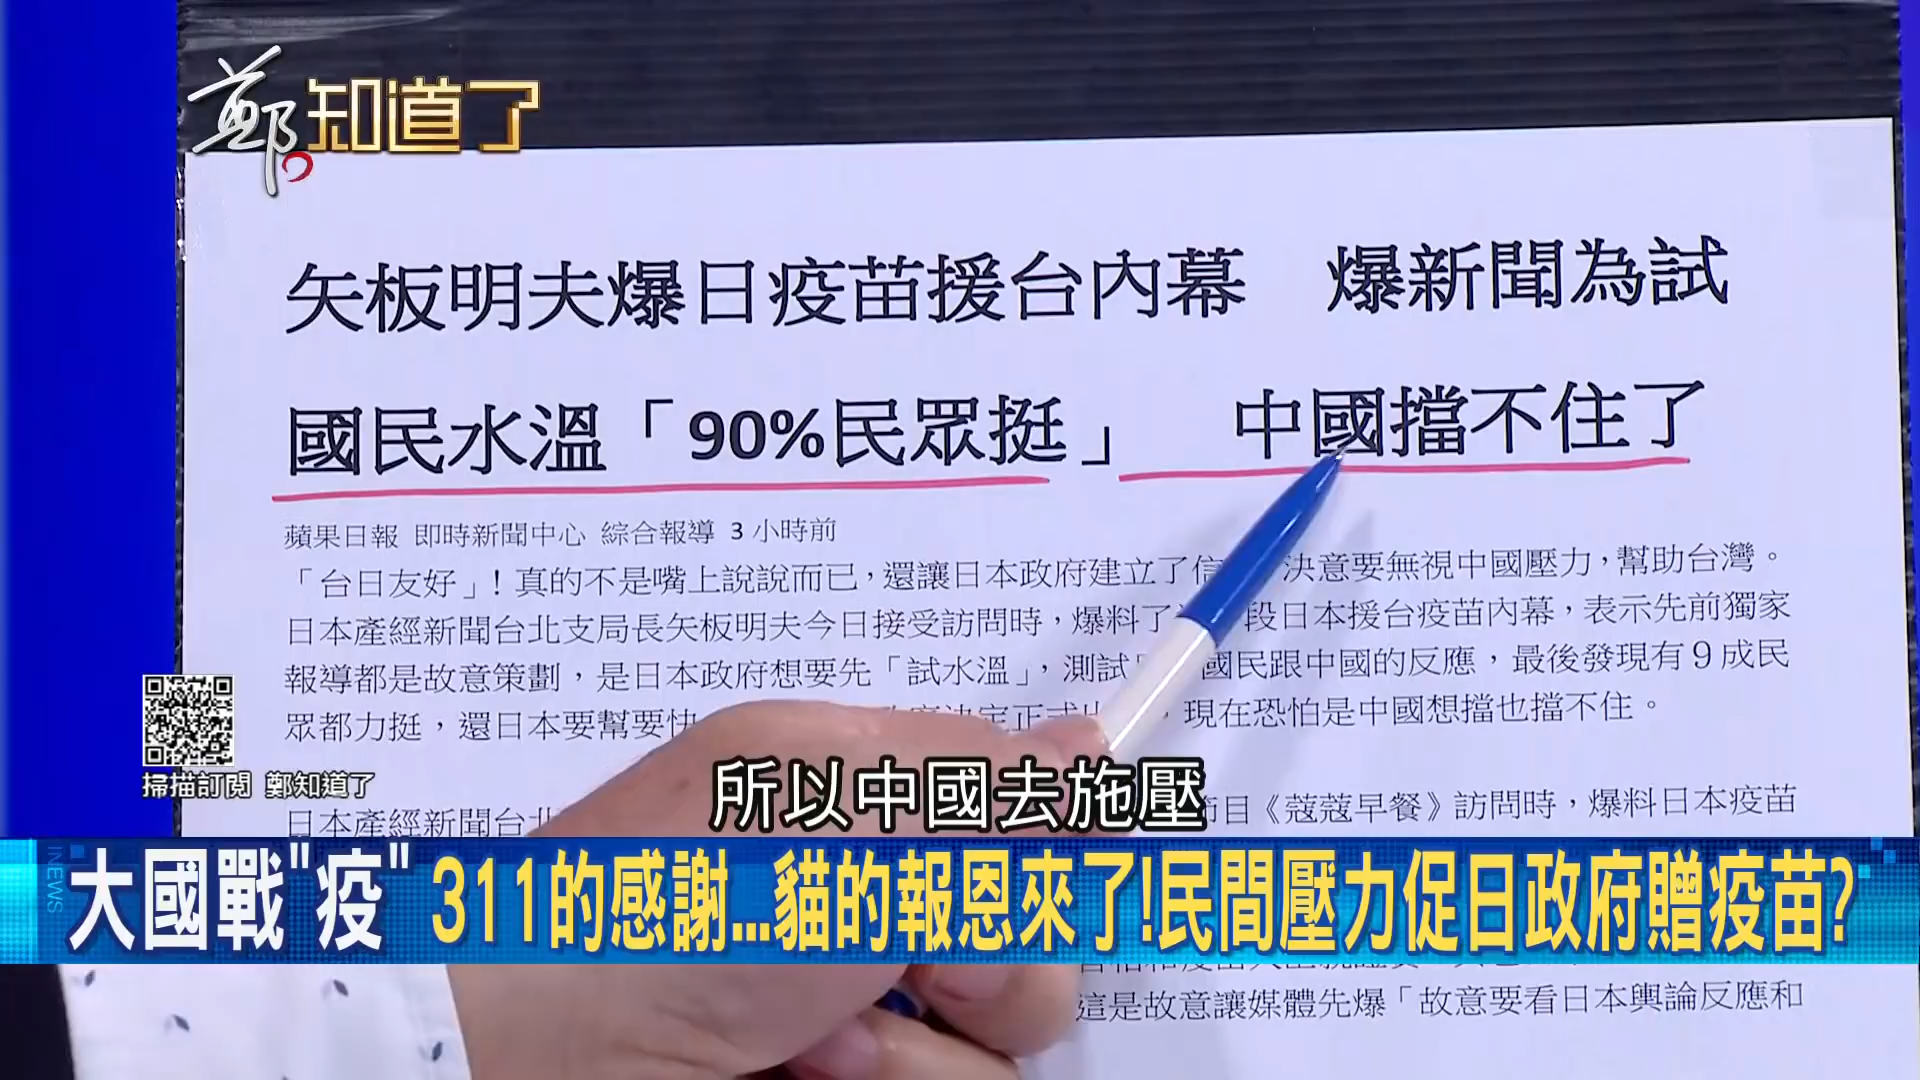 鄭知道了
矢板明夫爆日疫苗援台內幕 爆新聞為試
國民水溫「90%民眾挺」 中國擋不住了
蘋果日報 即時新聞中心 綜合報導 3 小時前
「台日友好」！真的不是嘴上說說而已，還讓日本政府建立了信 決意要無視中國壓力，幫助台灣。
日本產經新聞台北支局長矢板明夫今日接受訪問時，爆料了 段日本援台疫苗內幕，表示先前獨家
報導都是故意策劃，是日本政府想要先「試水溫」，測試 國民跟中國的反應，最後發現有９成民
眾都力挺，還日本要幫要快 決定正式 ，現在恐怕是中國想擋也擋不住。
掃描訂閱 鄭知道了
所以中國去施壓
日本產經新聞台北 節目《蔻蔻早餐》訪問時，爆料日本疫苗
INEWS
大國戰"疫" 311的感謝...貓的報恩來了!民間壓力促日政府贈疫苗?
這是故意讓媒體先爆「故意要看日本輿論反應和